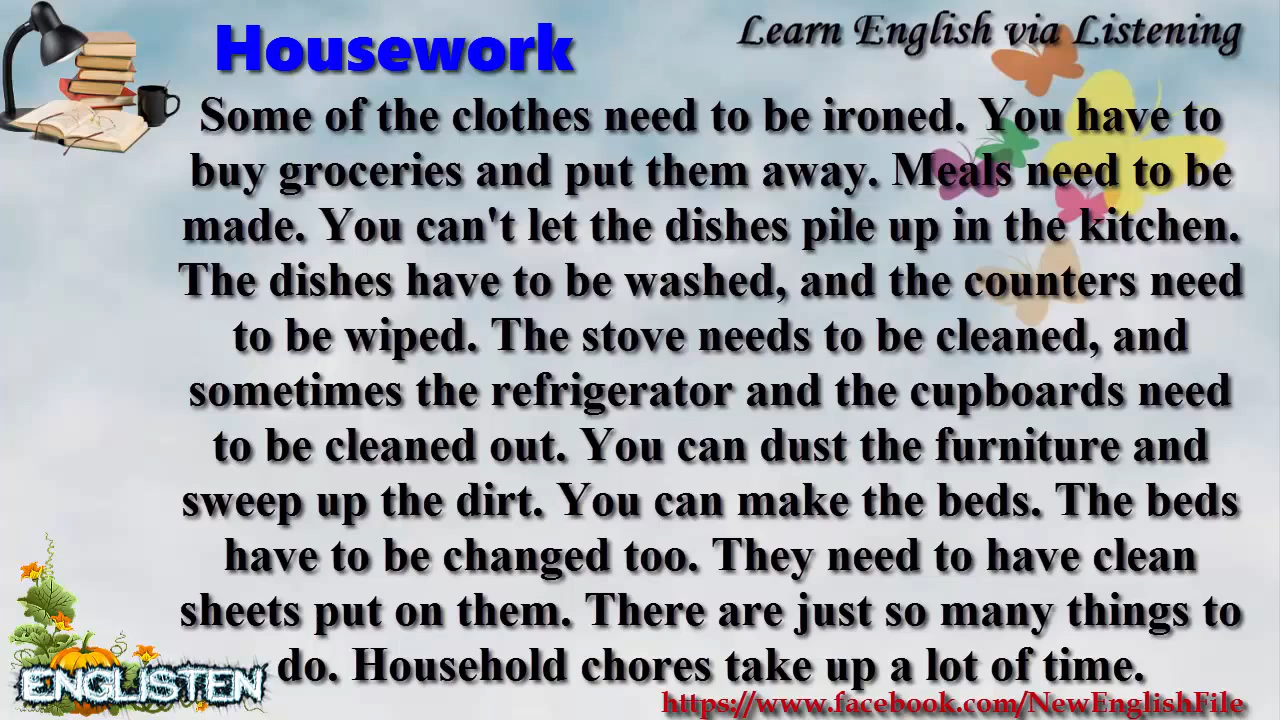 Learn English via Listening
Housework
Some of the clothes need to be ironed. You have to
buy groceries and put them away. Meals need to be
made. You can't let the dishes pile up in the kitchen.
The dishes have to be washed, and the counters need
to be wiped. The stove needs to be cleaned, and
sometimes the refrigerator and the cupboards need
to be cleaned out. You can dust the furniture and
sweep up the dirt. You can make the beds. The beds
have to be changed too. They need to have clean
sheets put on them. There are just so many things to
do. Household chores take up a lot of time.
ENGLISTEN
https://www.facebook.com/NewEnglishFile